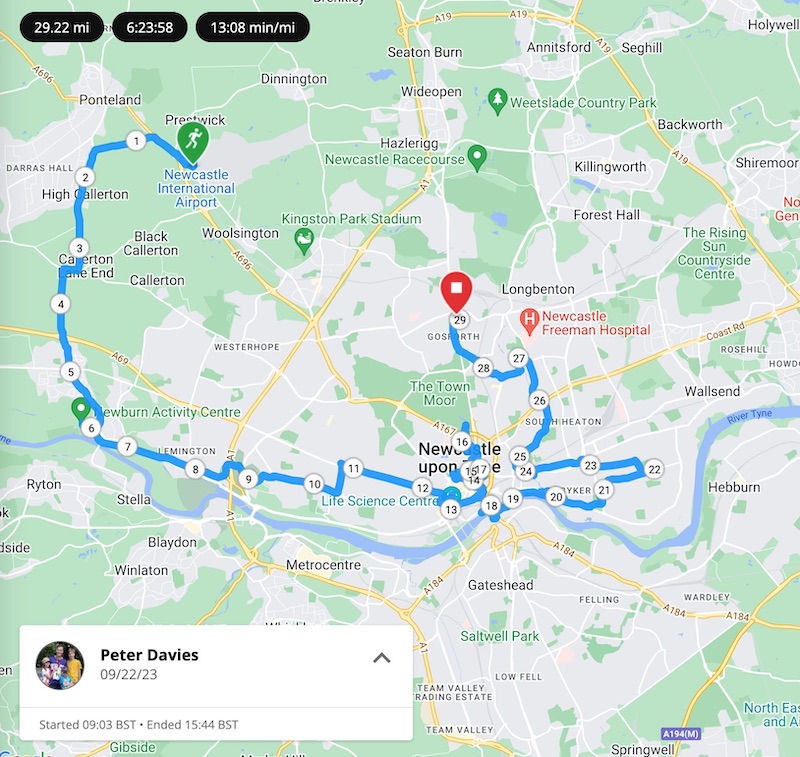 29.22 mi
6:23:58
13:08 min/mi
A19
A19
Holywell
Seaton Burn
Annitsford
Seghill
A696
Dinnington
Ponteland
Wideopen
Weetslade Country Park
Prestwick
Backworth
1
Hazlerigg
A19
Newcastle Racecourse
Killingworth
Shiremoor
DARRAS HALL
2
Newcastle
International
Airport
High Callerton
A1
Kingston Park Stadium
Forest Hall
Black
Callerton
Woolsington
The Rising
Sun
Countryside
Centre
3
Callerton
Lane End
A696
Callerton
Longbenton
4
29
Newcastle
Freeman Hospital
GOSFORTH
Coast Rd
WESTERHOPE
A69
27
ROSEHILL
5
28
The Town
Moor
Wallsend
26
Newburn Activity Centre
A167
SOUTH HEATON
River Tyne
6
7
16
Newcastle
upon Tyne
LEMINGTON
A1
25
8
11
15
17
24
23
22
Ryton
9
10
12
14
BYKER
21
Hebburn
Stella
Life Science Centre
19
20
13
18
A1
Blaydon
A184
Winlaton
Metrocentre
A184
Gateshead
FELLING
WARDLEY
A184
A184
Saltwell Park
Peter Davies
09/22/23
A1
LOW FELL
TEAM VALLEY
TRADING ESTATE
Started 09:03 BST • Ended 15:44 BST
TEAM VALLEY
A194(M)
Gibside
Springwell